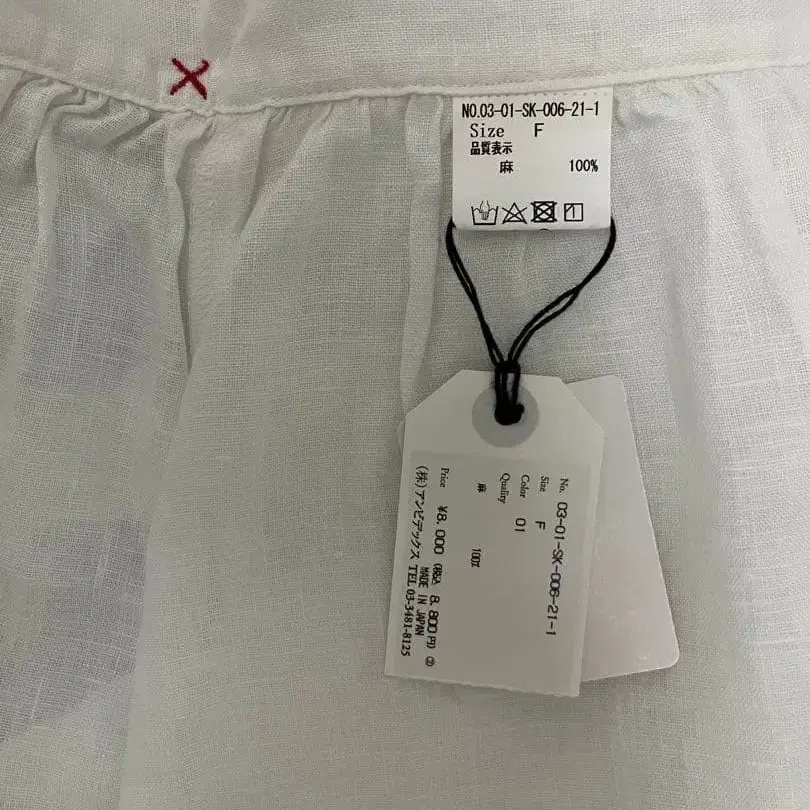 NO.03-01-SK-006-21-1
Size F
品質表示
麻 100%
No. 03-01-SK-006-21-1
Size F
Color 01
Quality
麻 100%
Price ¥8,000 (税込 8,800円) ②
MADE IN JAPAN
(株)アンビデックス TEL 03-3481-8125